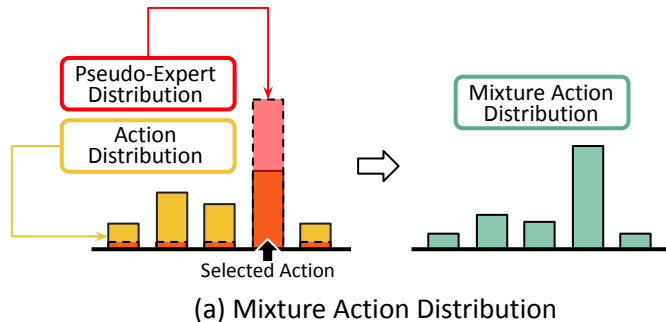 Pseudo-Expert
Distribution
Action
Distribution
Mixture Action
Distribution
Selected Action
(a) Mixture Action Distribution